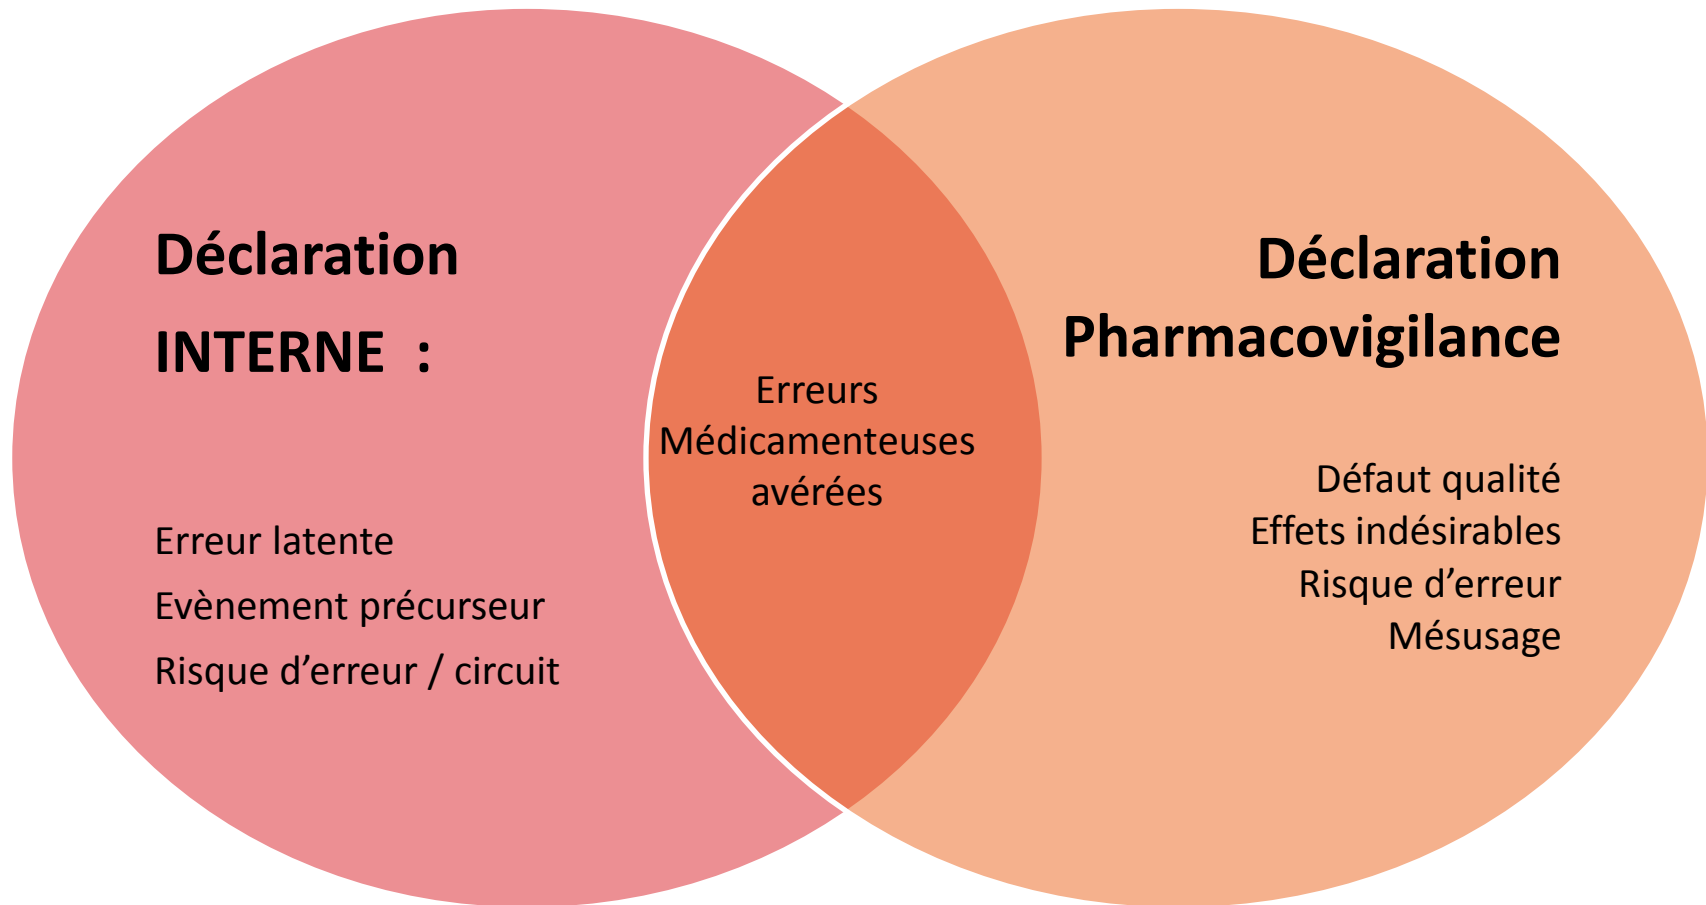 Déclaration
INTERNE :
Erreur latente
Evènement précurseur
Risque d’erreur / circuit
Erreurs
Médicamenteuses
avérées
Déclaration
Pharmacovigilance
Défaut qualité
Effets indésirables
Risque d’erreur
Mésusage